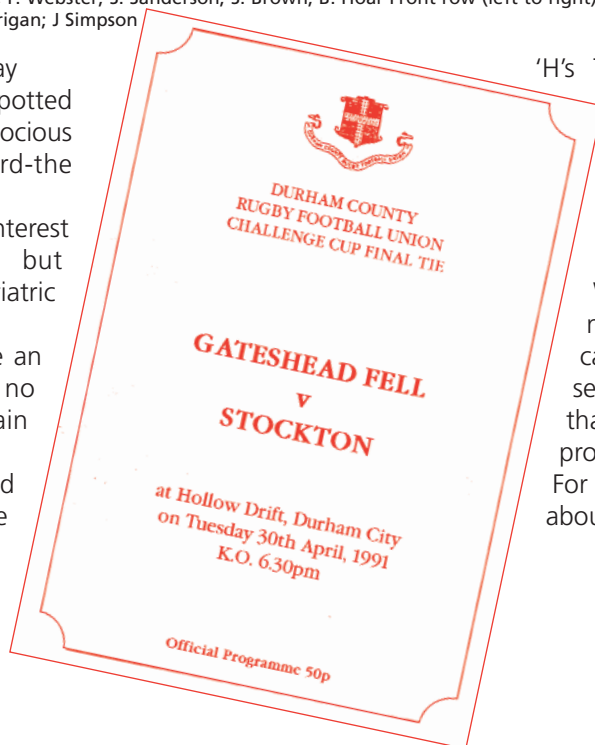 Webster; S. Sanderson; S. Brown; B. Hoar Front row (left to right)
rigan; J Simpson
ay
potted
ocious
rd-the
nterest
but
iatric
e an
no
ain
d
e
DURHAM COUNTY
RUGBY FOOTBALL UNION
CHALLENGE CUP FINAL TIE
GATESHEAD FELL
v
STOCKTON
at Hollow Drift, Durham City
on Tuesday 30th April, 1991
K.O. 6.30pm
Official Programme 50p
'H's
ca
se
tha
pro
For
abou